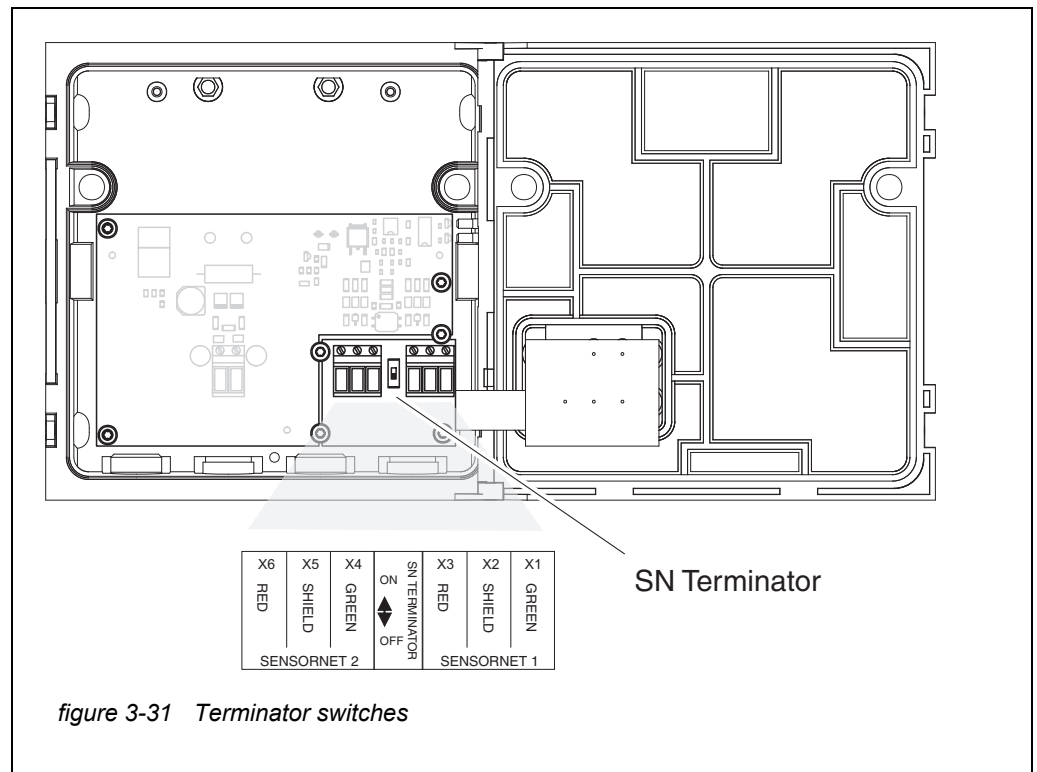 X6 X5 X4 X3 X2 X1
RED SHIELD GREEN ON OFF SN TERMINATOR RED SHIELD GREEN
SENSORNET 2 SENSORNET 1
SN Terminator
figure 3-31 Terminator switches